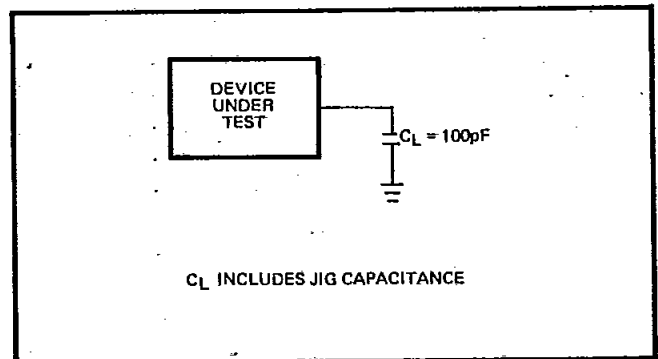 DEVICE
UNDER
TEST
CL = 100pF
CL INCLUDES JIG CAPACITANCE